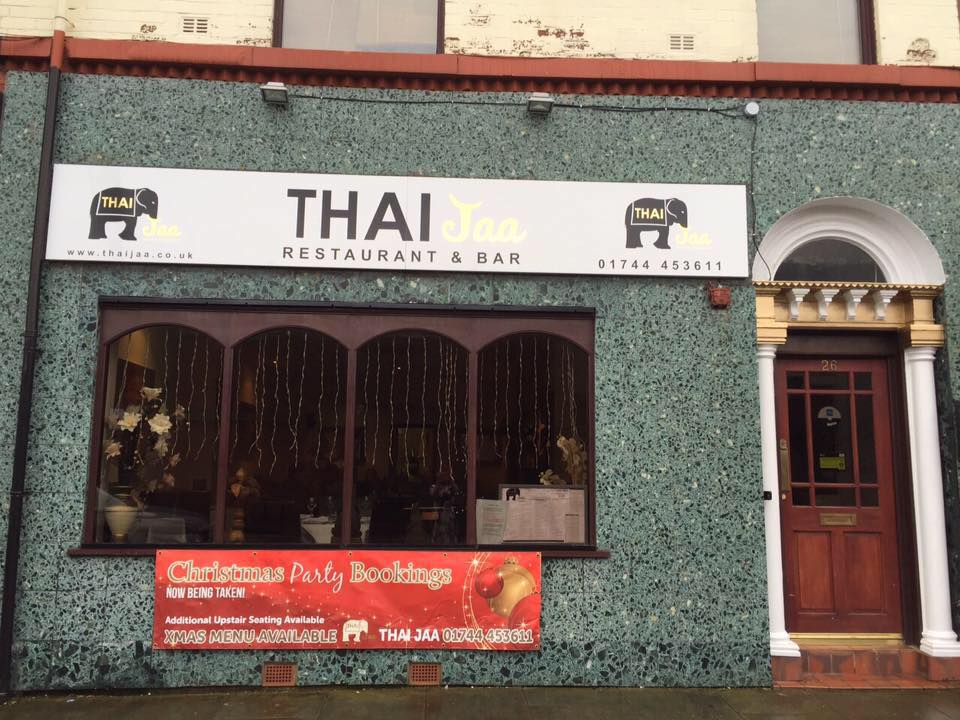 THAI
Jaa
www.thaijaa.co.uk
THAI Jaa
RESTAURANT & BAR
THAI
Jaa
01744 453611
26
Christmas Party Bookings
NOW BEING TAKEN!
Additional Upstair Seating Available
XMAS MENU AVAILABLE THAI JAA 01744 453611